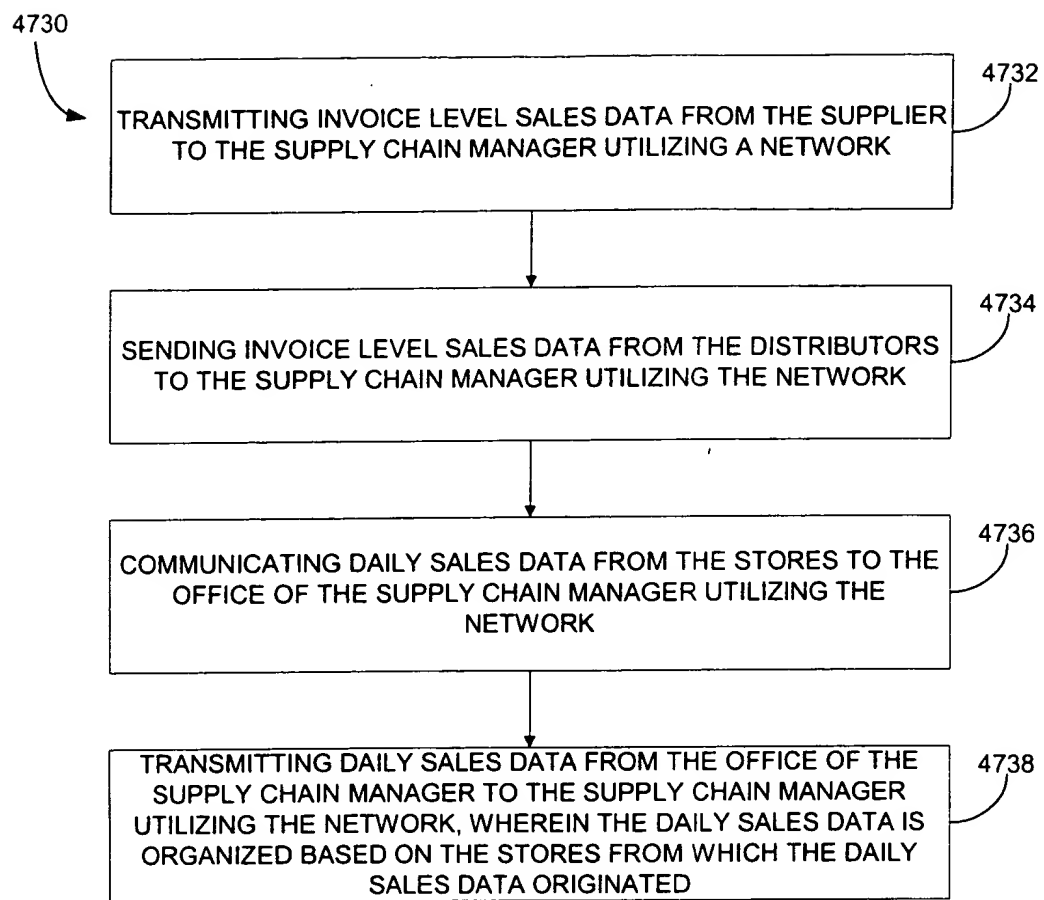 4730
4732
TRANSMITTING INVOICE LEVEL SALES DATA FROM THE SUPPLIER
TO THE SUPPLY CHAIN MANAGER UTILIZING A NETWORK
4734
SENDING INVOICE LEVEL SALES DATA FROM THE DISTRIBUTORS
TO THE SUPPLY CHAIN MANAGER UTILIZING THE NETWORK
4736
COMMUNICATING DAILY SALES DATA FROM THE STORES TO THE
OFFICE OF THE SUPPLY CHAIN MANAGER UTILIZING THE
NETWORK
4738
TRANSMITTING DAILY SALES DATA FROM THE OFFICE OF THE
SUPPLY CHAIN MANAGER TO THE SUPPLY CHAIN MANAGER
UTILIZING THE NETWORK, WHEREIN THE DAILY SALES DATA IS
ORGANIZED BASED ON THE STORES FROM WHICH THE DAILY
SALES DATA ORIGINATED